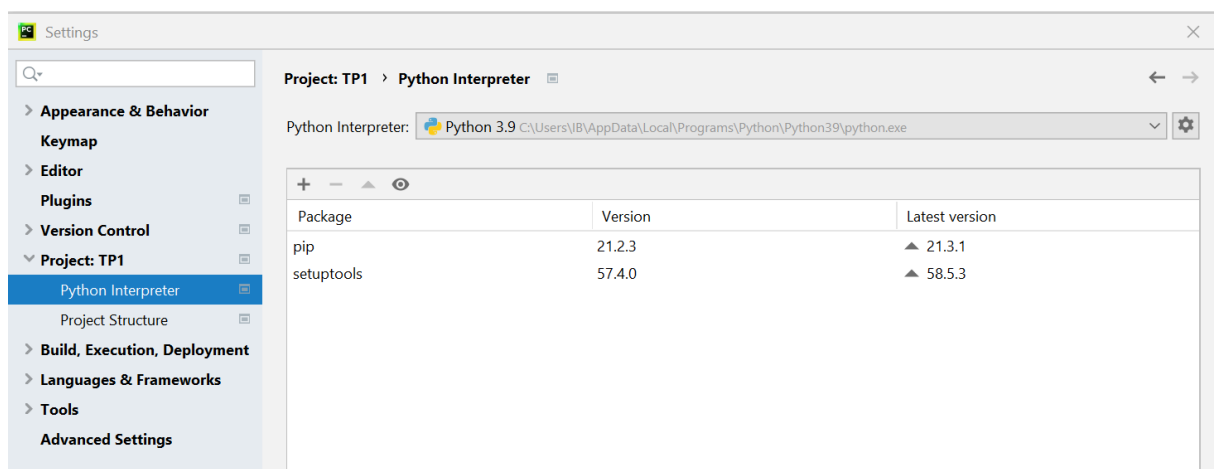 PC Settings
Project: TP1 › Python Interpreter
Appearance & Behavior
Python Interpreter: Python 3.9 C:\Users\IB\AppData\Local\Programs\Python\Python39\python.exe
Keymap
Editor
Plugins
Version Control
Project: TP1
Python Interpreter
Project Structure
Build, Execution, Deployment
Languages & Frameworks
Tools
Advanced Settings
Package Version Latest version
pip 21.2.3 21.3.1
setuptools 57.4.0 58.5.3